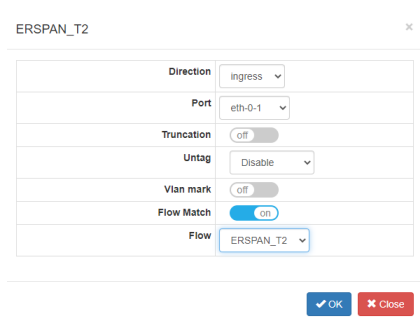 ERSPAN_T2 ×
Direction ingress
Port eth-0-1
Truncation off
Untag Disable
Vlan mark off
Flow Match on
Flow ERSPAN_T2
✔ OK ✖ Close